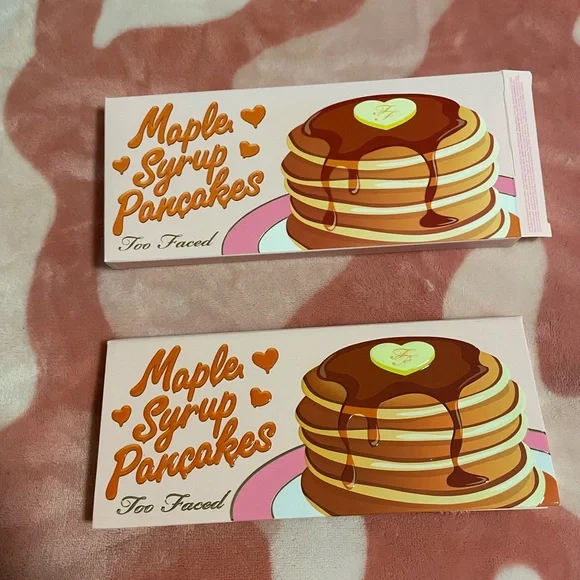 Maple
Syrup
Pancakes
Too Faced
Maple
Syrup
Pancakes
Too Faced